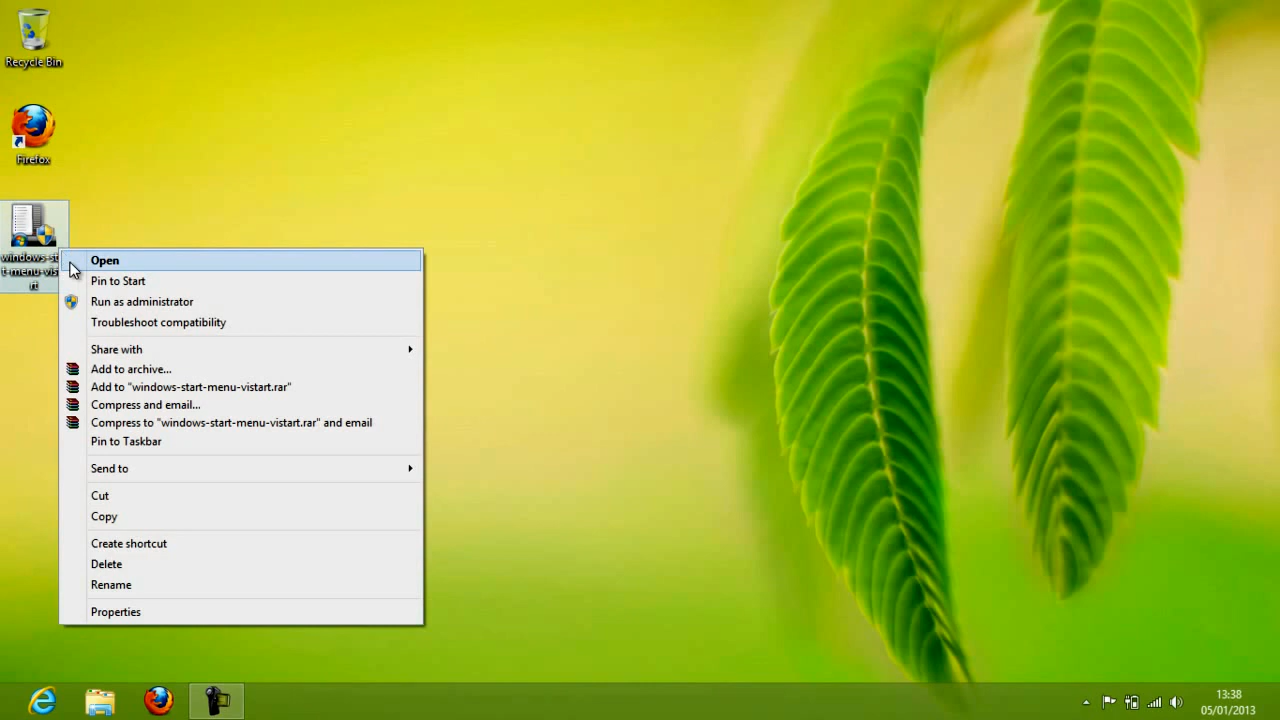 Recycle Bin
Firefox
windows-st
t-menu-vis
rt
Open
Pin to Start
Run as administrator
Troubleshoot compatibility
Share with
Add to archive...
Add to "windows-start-menu-vistart.rar"
Compress and email...
Compress to "windows-start-menu-vistart.rar" and email
Pin to Taskbar
Send to
Cut
Copy
Create shortcut
Delete
Rename
Properties
13:38
05/01/2013